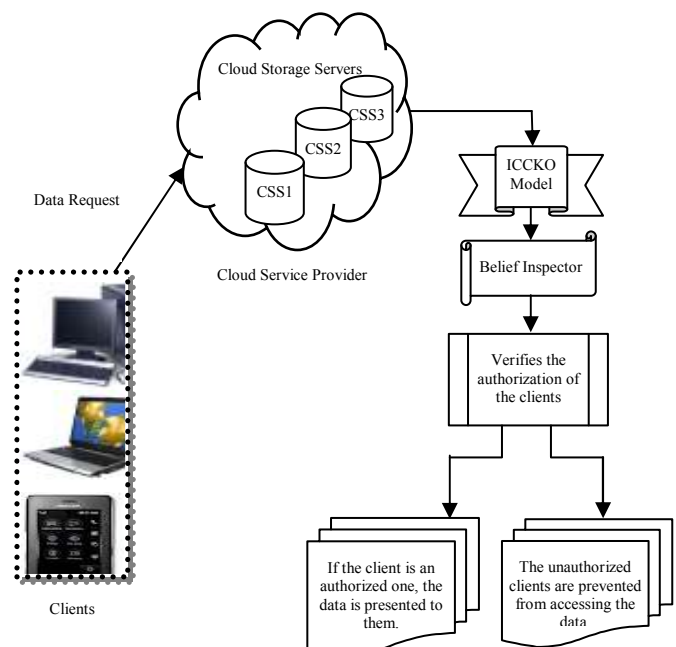 Cloud Storage Servers
CSS3
CSS2
CSS1
Data Request
Cloud Service Provider
ICCKO
Model
Belief Inspector
Verifies the
authorization of
the clients
If the client is an
authorized one, the
data is presented to
them.
The unauthorized
clients are prevented
from accessing the
data
Clients